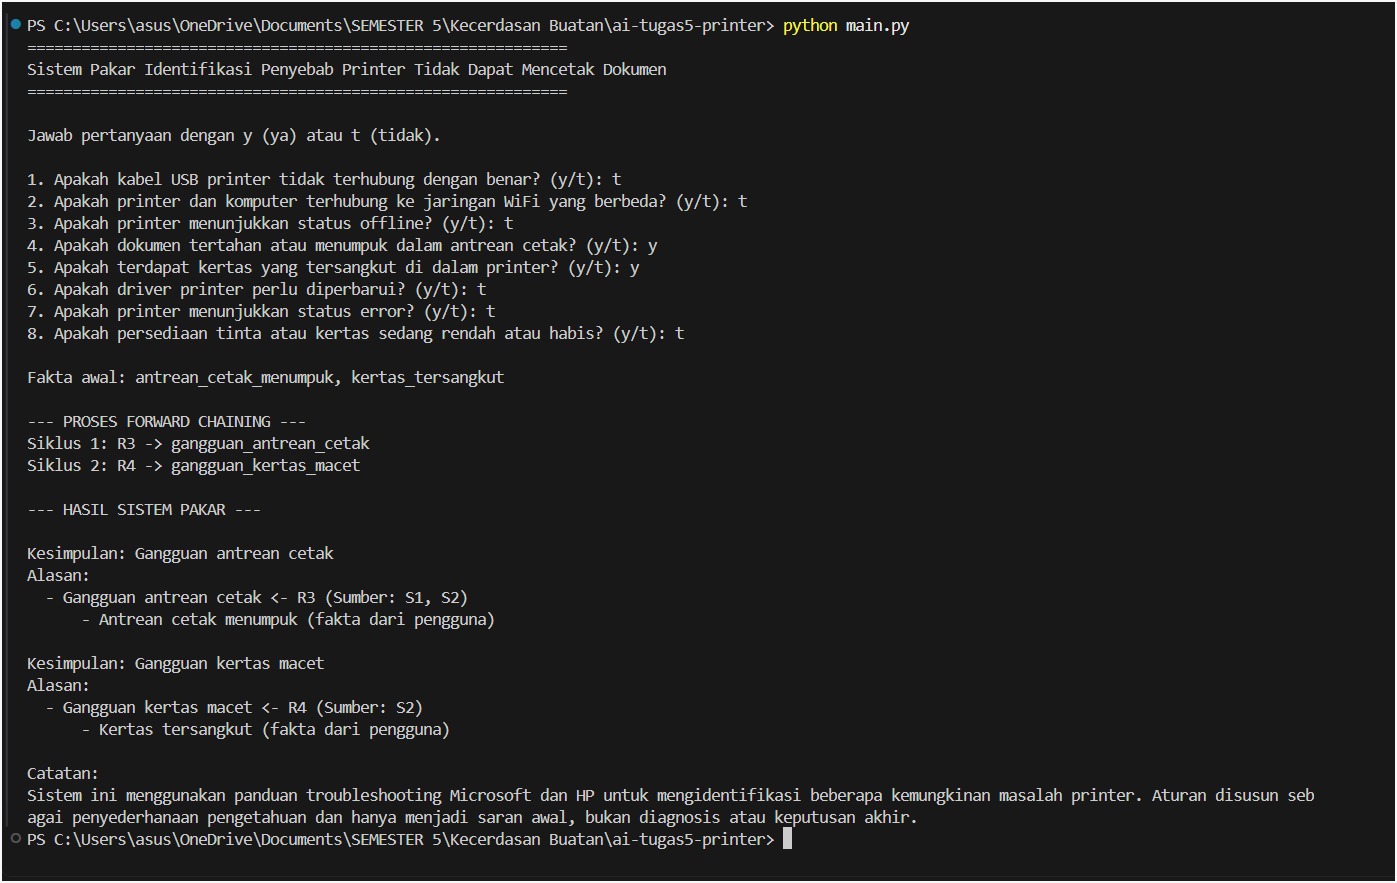 PS C:\Users\asus\OneDrive\Documents\SEMESTER 5\Kecerdasan Buatan\ai-tugas5-printer> python main.py
============================================================
Sistem Pakar Identifikasi Penyebab Printer Tidak Dapat Mencetak Dokumen
============================================================
Jawab pertanyaan dengan y (ya) atau t (tidak).
1. Apakah kabel USB printer tidak terhubung dengan benar? (y/t): t
2. Apakah printer dan komputer terhubung ke jaringan WiFi yang berbeda? (y/t): t
3. Apakah printer menunjukkan status offline? (y/t): t
4. Apakah dokumen tertahan atau menumpuk dalam antrean cetak? (y/t): y
5. Apakah terdapat kertas yang tersangkut di dalam printer? (y/t): y
6. Apakah driver printer perlu diperbarui? (y/t): t
7. Apakah printer menunjukkan status error? (y/t): t
8. Apakah persediaan tinta atau kertas sedang rendah atau habis? (y/t): t
Fakta awal: antrean_cetak_menumpuk, kertas_tersangkut
--- PROSES FORWARD CHAINING ---
Siklus 1: R3 -> gangguan_antrean_cetak
Siklus 2: R4 -> gangguan_kertas_macet
--- HASIL SISTEM PAKAR ---
Kesimpulan: Gangguan antrean cetak
Alasan:
- Gangguan antrean cetak <- R3 (Sumber: S1, S2)
- Antrean cetak menumpuk (fakta dari pengguna)
Kesimpulan: Gangguan kertas macet
Alasan:
- Gangguan kertas macet <- R4 (Sumber: S2)
- Kertas tersangkut (fakta dari pengguna)
Catatan:
Sistem ini menggunakan panduan troubleshooting Microsoft dan HP untuk mengidentifikasi beberapa kemungkinan masalah printer. Aturan disusun seb
agai penyederhanaan pengetahuan dan hanya menjadi saran awal, bukan diagnosis atau keputusan akhir.
PS C:\Users\asus\OneDrive\Documents\SEMESTER 5\Kecerdasan Buatan\ai-tugas5-printer>